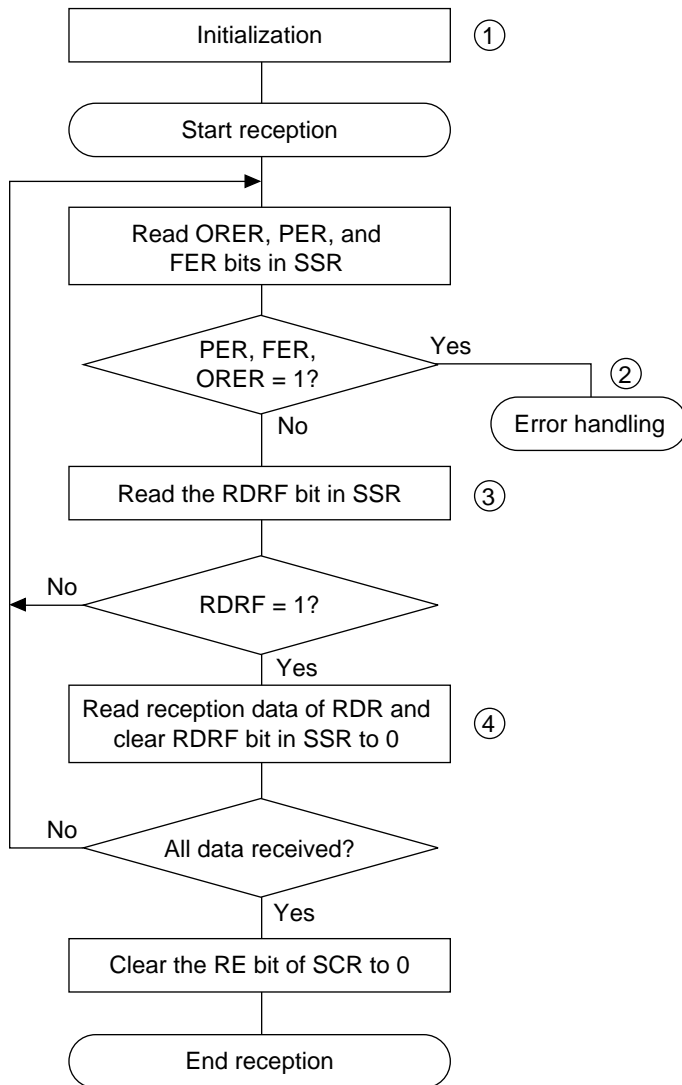 Initialization
①
Start reception
Read ORER, PER, and
FER bits in SSR
PER, FER,
ORER = 1?
Yes
②
Error handling
No
Read the RDRF bit in SSR
③
No
RDRF = 1?
Yes
Read reception data of RDR and
clear RDRF bit in SSR to 0
④
No
All data received?
Yes
Clear the RE bit of SCR to 0
End reception